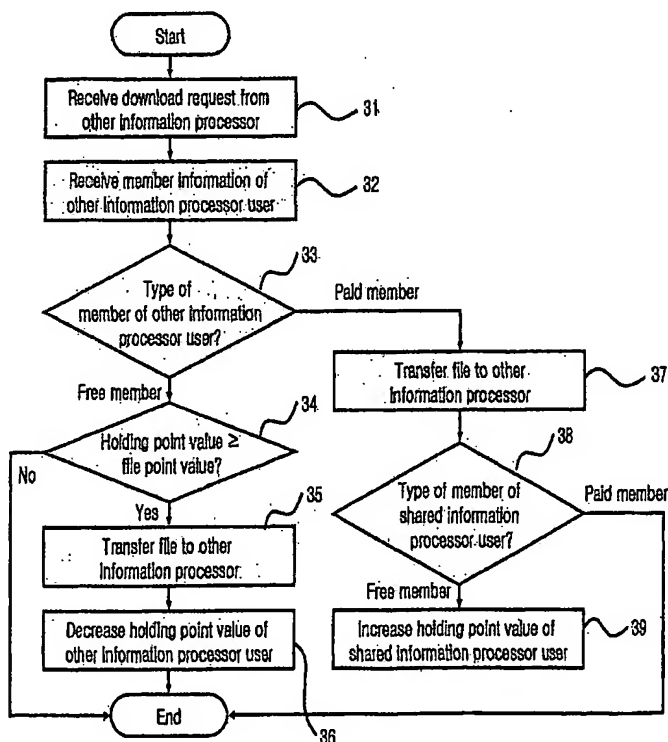 Start
Receive download request from
other information processor
31
Receive member information of
other information processor user
32
33
Type of
member of other information
processor user?
Paid member
Free member
Transfer file to other
information processor
37
34
Holding point value ≥
file point value?
No
Yes
38
Type of member of
shared information
processor user?
Paid member
Free member
35
Transfer file to other
information processor
Decrease holding point value of
other information processor user
36
Increase holding point value of
shared information processor user
39
End